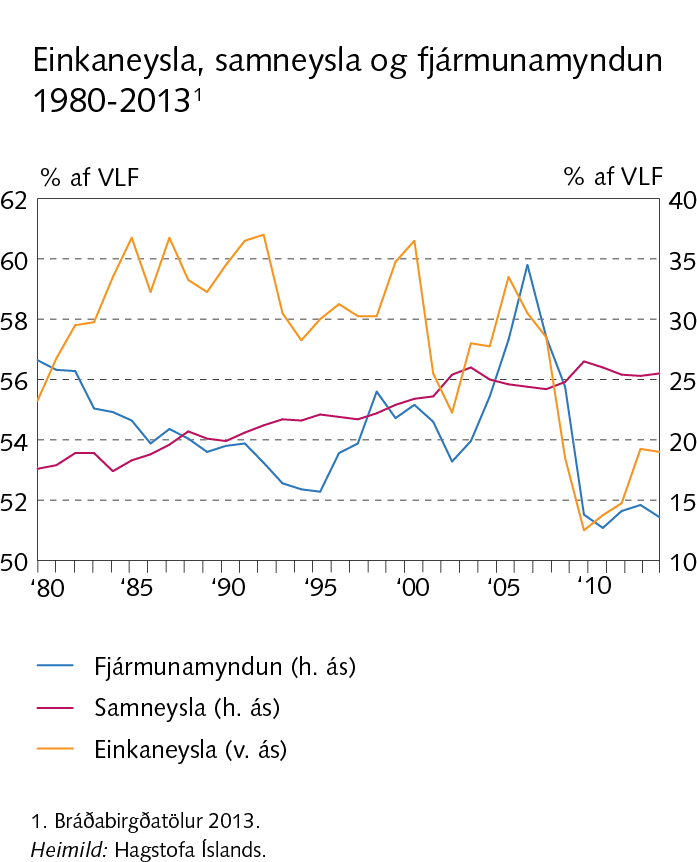 Einkaneysla, samneysla og fjármunamyndun
1980-2013¹
% af VLF
% af VLF
62
40
60
35
58
30
56
25
54
20
52
15
50
10
‘80
‘85
‘90
‘95
‘00
‘05
‘10
Fjármunamyndun (h. ás)
Samneysla (h. ás)
Einkaneysla (v. ás)
1. Bráðabirgðatölur 2013.
Heimild: Hagstofa Íslands.